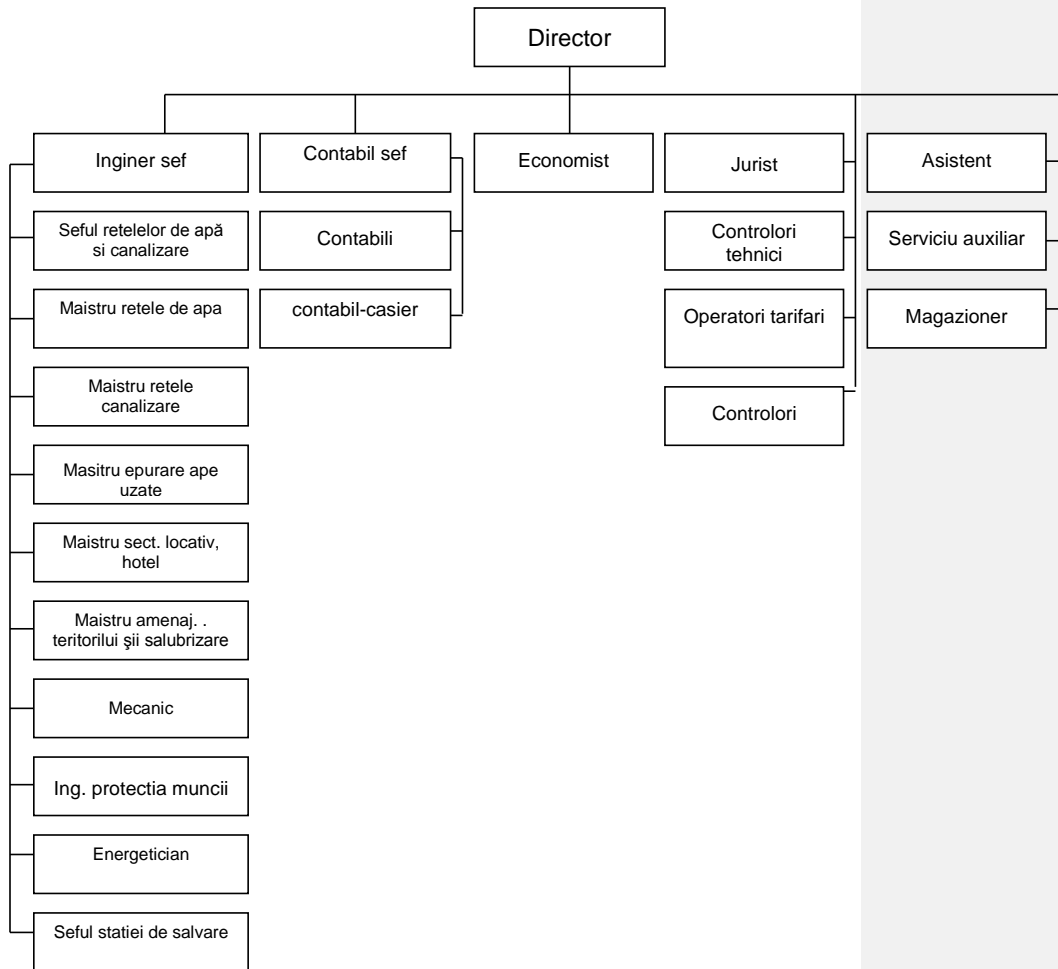 Director
Inginer sef
Contabil sef
Economist
Jurist
Asistent
Seful retelelor de apă
si canalizare
Contabili
Controlori
tehnici
Serviciu auxiliar
Maistru retele de apa
contabil-casier
Operatori tarifari
Magazioner
Maistru retele
canalizare
Controlori
Masitru epurare ape
uzate
Maistru sect. locativ,
hotel
Maistru amenaj. .
teritorilui şii salubrizare
Mecanic
Ing. protectia muncii
Energetician
Seful statiei de salvare